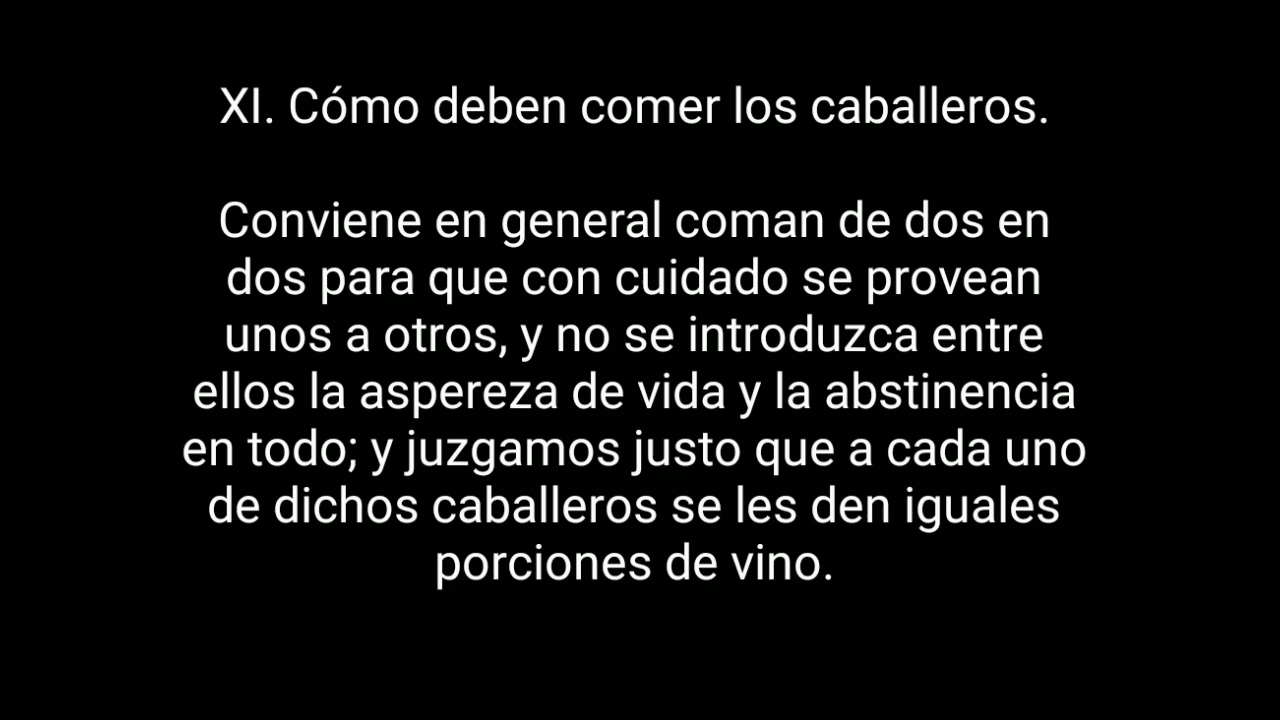 XI. Cómo deben comer los caballeros.
Conviene en general coman de dos en
dos para que con cuidado se provean
unos a otros, y no se introduzca entre
ellos la aspereza de vida y la abstinencia
en todo; y juzgamos justo que a cada uno
de dichos caballeros se les den iguales
porciones de vino.